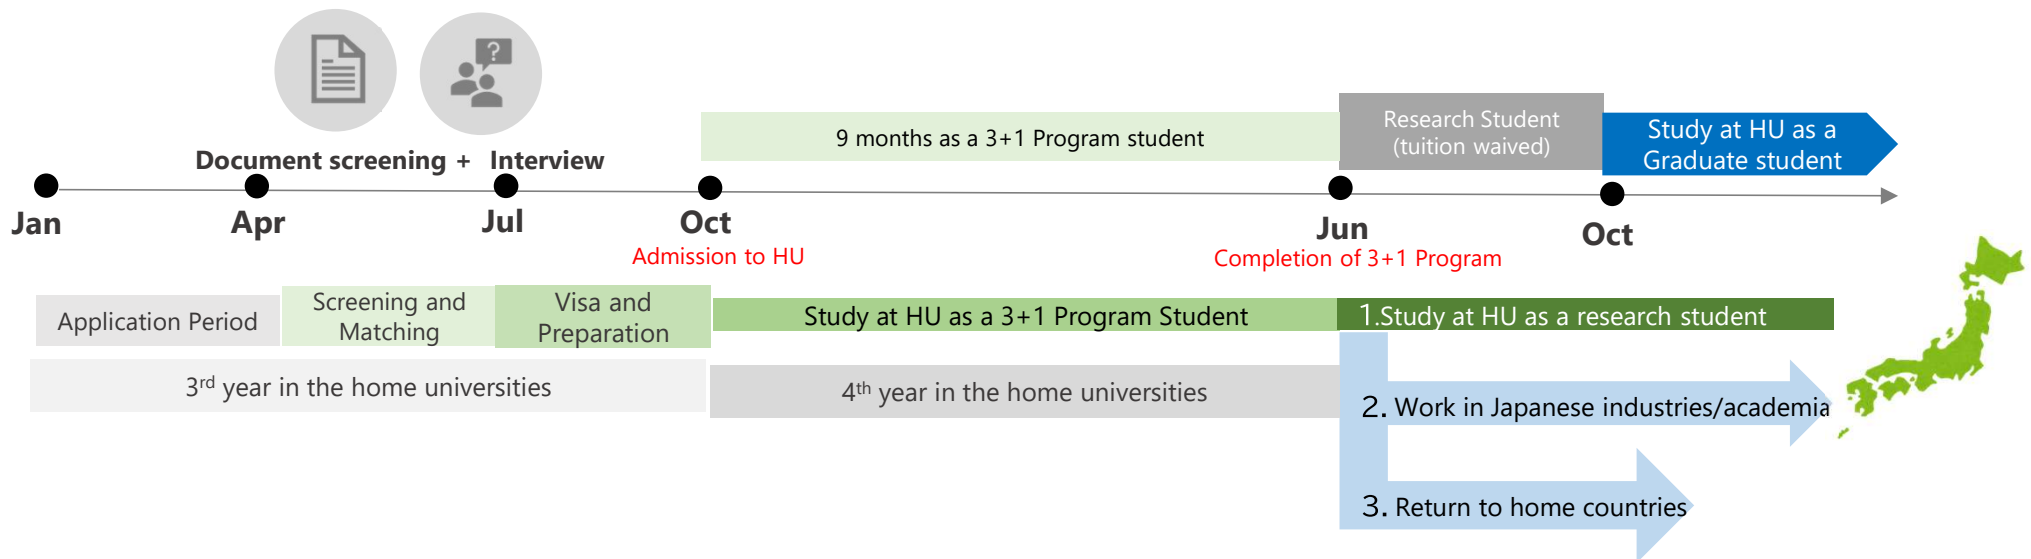 ?
Document screening + Interview
9 months as a 3+1 Program student
Research Student
(tuition waived)
Study at HU as a
Graduate student
Jan
Apr
Jul
Oct
Jun
Oct
Admission to HU
Completion of 3+1 Program
Application Period
Screening and
Matching
Visa and
Preparation
Study at HU as a 3+1 Program Student
1.Study at HU as a research student
3rd year in the home universities
4th year in the home universities
2. Work in Japanese industries/academia
3. Return to home countries